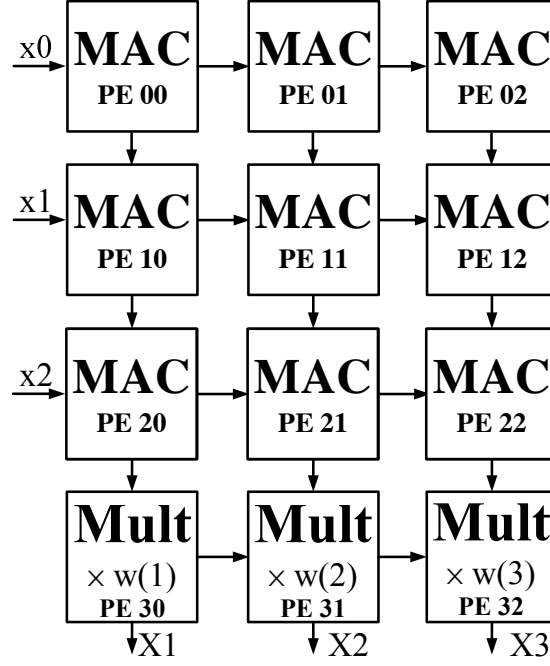 x0
MAC MAC MAC
PE 00 PE 01 PE 02
x1
MAC MAC MAC
PE 10 PE 11 PE 12
x2
MAC MAC MAC
PE 20 PE 21 PE 22
Mult Mult Mult
× w(1) × w(2) × w(3)
PE 30 PE 31 PE 32
X1 X2 X3